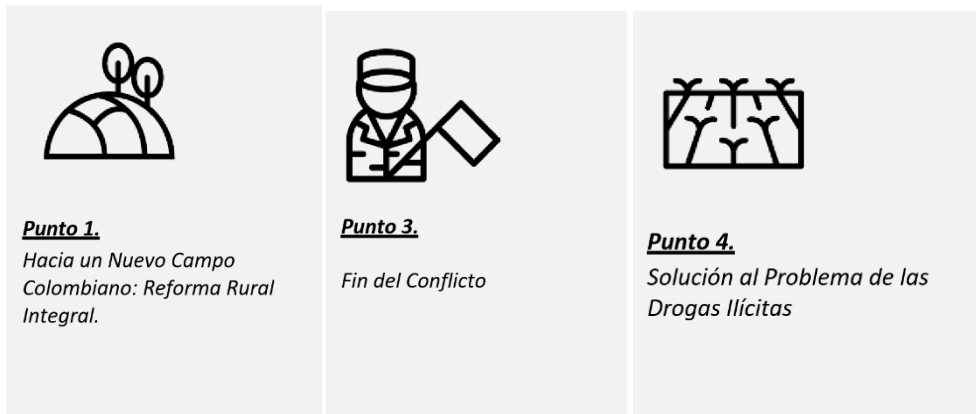 Punto 1.
Hacia un Nuevo Campo
Colombiano: Reforma Rural
Integral.
Punto 3.
Fin del Conflicto
Punto 4.
Solución al Problema de las
Drogas Ilícitas